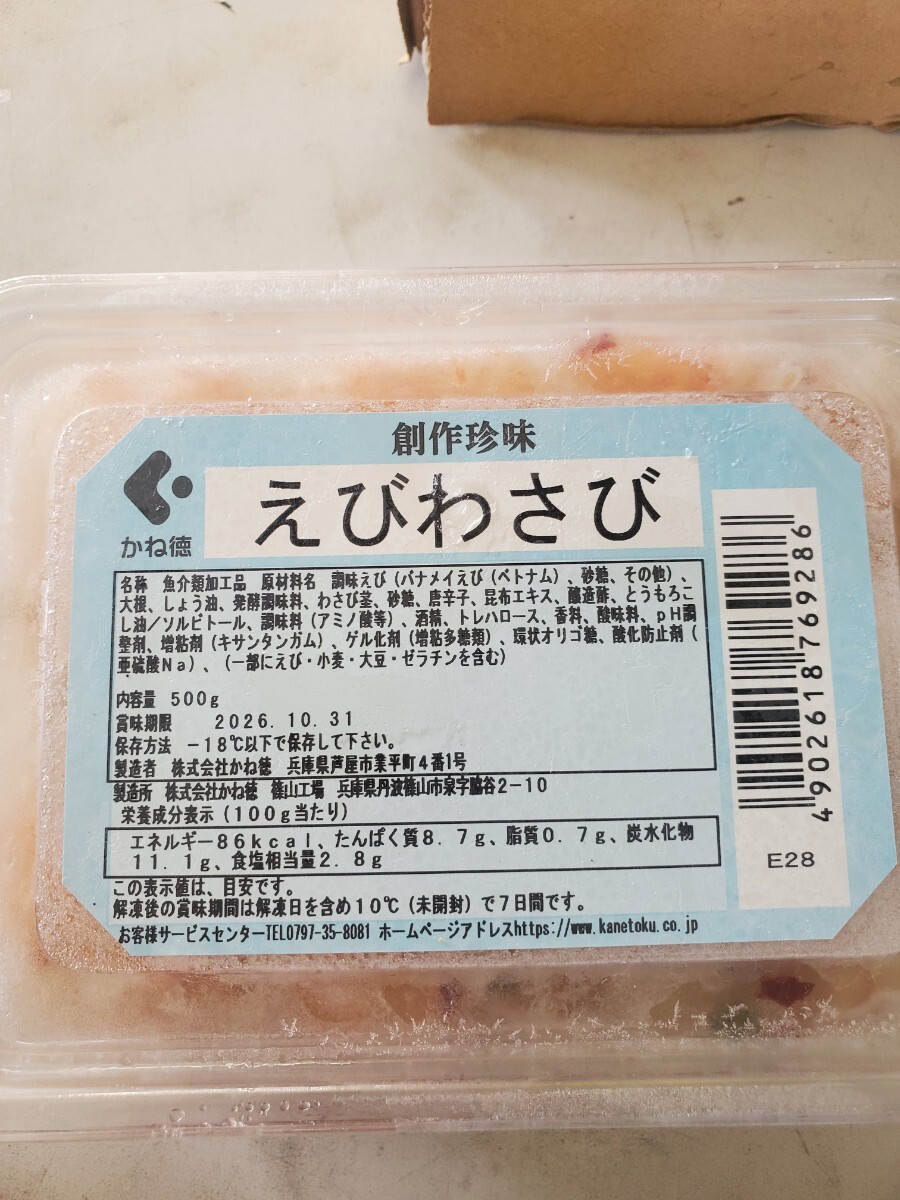 創作珍味
かね徳
えびわさび
名称 魚介類加工品 原材料名 調味えび（バナメイえび（ベトナム）、砂糖、その他）、
大根、しょう油、発酵調味料、わさび茎、砂糖、唐辛子、昆布エキス、醸造酢、とうもろこ
し油／ソルビトール、調味料（アミノ酸等）、酒精、トレハロース、香料、酸味料、ｐＨ調
整剤、増粘剤（キサンタンガム）、ゲル化剤（増粘多糖類）、環状オリゴ糖、酸化防止剤（
亜硫酸Ｎａ）、（一部にえび・小麦・大豆・ゼラチンを含む）
内容量 500g
賞味期限 2026.10.31
保存方法 －18℃以下で保存して下さい。
製造者 株式会社かね徳 兵庫県芦屋市業平町４番1号
製造所 株式会社かね徳 篠山工場 兵庫県丹波篠山市泉字脇谷2－10
栄養成分表示（100g当たり）
エネルギー86kcal、たんぱく質8.7g、脂質0.7g、炭水化物
11.1g、食塩相当量2.8g
この表示値は、目安です。
解凍後の賞味期間は解凍日を含め10℃（未開封）で7日間です。
お客様サービスセンターTEL0797-35-8081 ホームページアドレスhttps://www.kanetoku.co.jp
4902618769286
E28